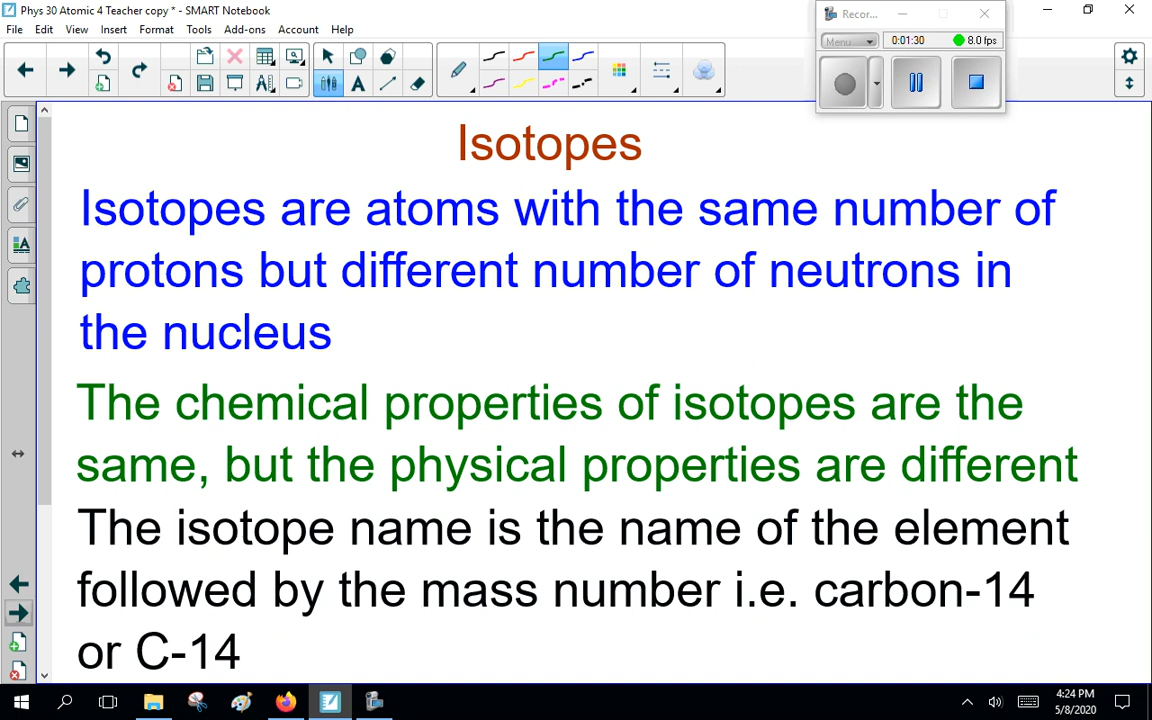 Phys 30 Atomic 4 Teacher copy * - SMART Notebook
Recor...
File Edit View Insert Format Tools Add-ons Account Help
Menu 0:01:30 8.0 fps
Isotopes
Isotopes are atoms with the same number of
protons but different number of neutrons in
the nucleus
The chemical properties of isotopes are the
same, but the physical properties are different
The isotope name is the name of the element
followed by the mass number i.e. carbon-14
or C-14
4:24 PM
5/8/2020